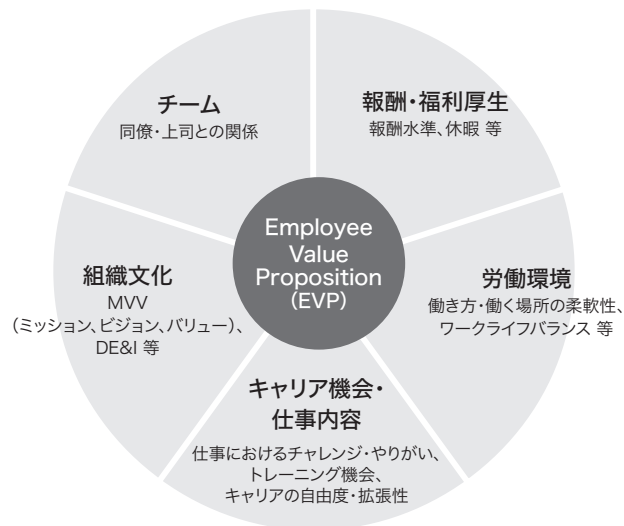 チーム
同僚・上司との関係
報酬・福利厚生
報酬水準、休暇 等
Employee
Value
Proposition
(EVP)
組織文化
MVV
（ミッション、ビジョン、バリュー）、
DE&I 等
労働環境
働き方・働く場所の柔軟性、
ワークライフバランス 等
キャリア機会・
仕事内容
仕事におけるチャレンジ・やりがい、
トレーニング機会、
キャリアの自由度・拡張性